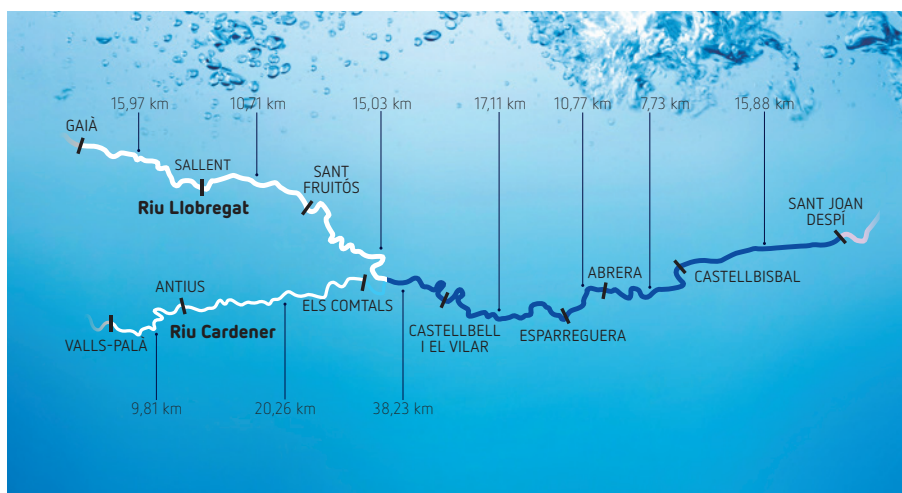 15,97 km
10,71 km
15,03 km
17,11 km
10,77 km
7,73 km
15,88 km
GAIÀ
SALLENT
SANT
FRUITÓS
Riu Llobregat
SANT JOAN
DESPÍ
ANTIUS
ELS COMTALS
ABRERA
CASTELLBISBAL
VALLS-PALÀ
Riu Cardener
CASTELLBELL
I EL VILAR
ESPARREGUERA
9,81 km
20,26 km
38,23 km